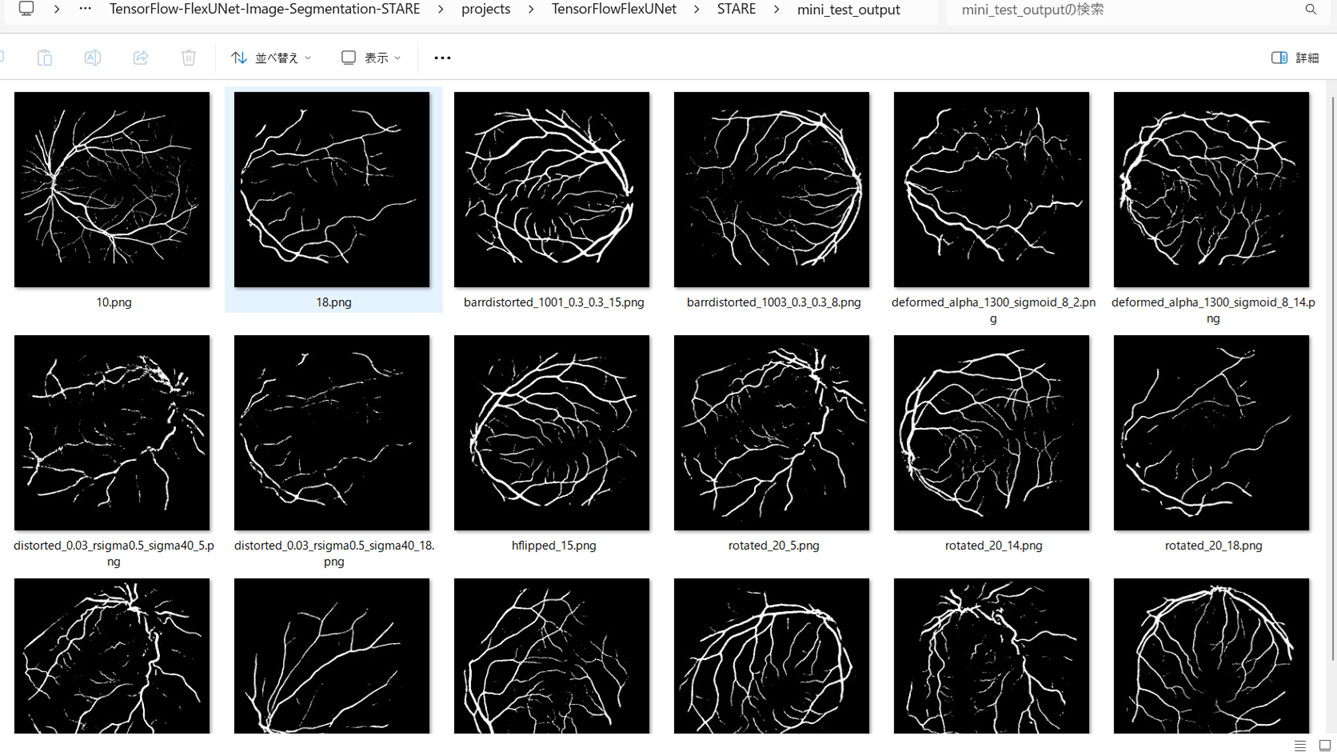 TensorFlow-FlexUNet-Image-Segmentation-STARE > projects > TensorFlowFlexUNet > STARE > mini_test_output
mini_test_outputの検索
並べ替え
表示
詳細
10.png
18.png
barrdistorted_1001_0.3_0.3_15.png
barrdistorted_1003_0.3_0.3_8.png
deformed_alpha_1300_sigmoid_8_2.pn
g
deformed_alpha_1300_sigmoid_8_14.p
ng
distorted_0.03_rsigma0.5_sigma40_5.p
ng
distorted_0.03_rsigma0.5_sigma40_18.
png
hflipped_15.png
rotated_20_5.png
rotated_20_14.png
rotated_20_18.png